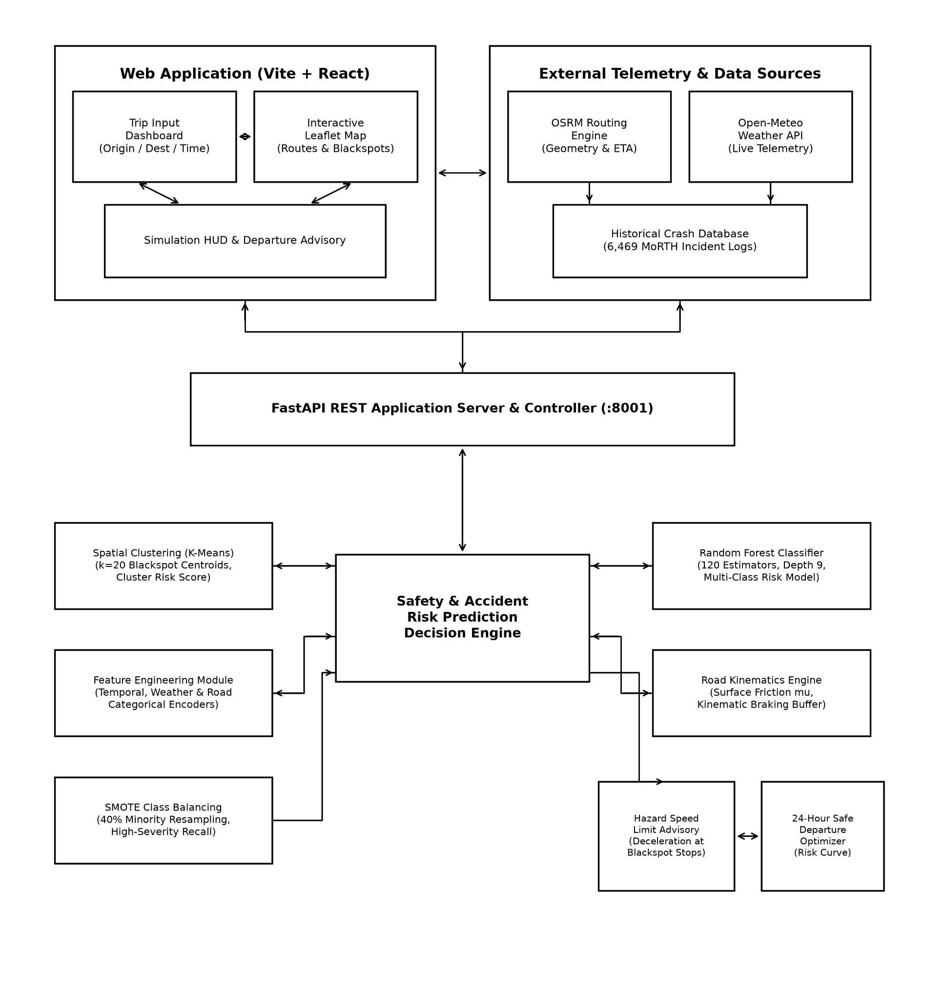 Web Application (Vite + React)
Trip Input
Dashboard
(Origin / Dest / Time)
Interactive
Leaflet Map
(Routes & Blackspots)
Simulation HUD & Departure Advisory
External Telemetry & Data Sources
OSRM Routing
Engine
(Geometry & ETA)
Open-Meteo
Weather API
(Live Telemetry)
Historical Crash Database
(6,469 MoRTH Incident Logs)
FastAPI REST Application Server & Controller (:8001)
Spatial Clustering (K-Means)
(k=20 Blackspot Centroids,
Cluster Risk Score)
Feature Engineering Module
(Temporal, Weather & Road
Categorical Encoders)
SMOTE Class Balancing
(40% Minority Resampling,
High-Severity Recall)
Safety & Accident
Risk Prediction
Decision Engine
Random Forest Classifier
(120 Estimators, Depth 9,
Multi-Class Risk Model)
Road Kinematics Engine
(Surface Friction mu,
Kinematic Braking Buffer)
Hazard Speed
Limit Advisory
(Deceleration at
Blackspot Stops)
24-Hour Safe
Departure
Optimizer
(Risk Curve)